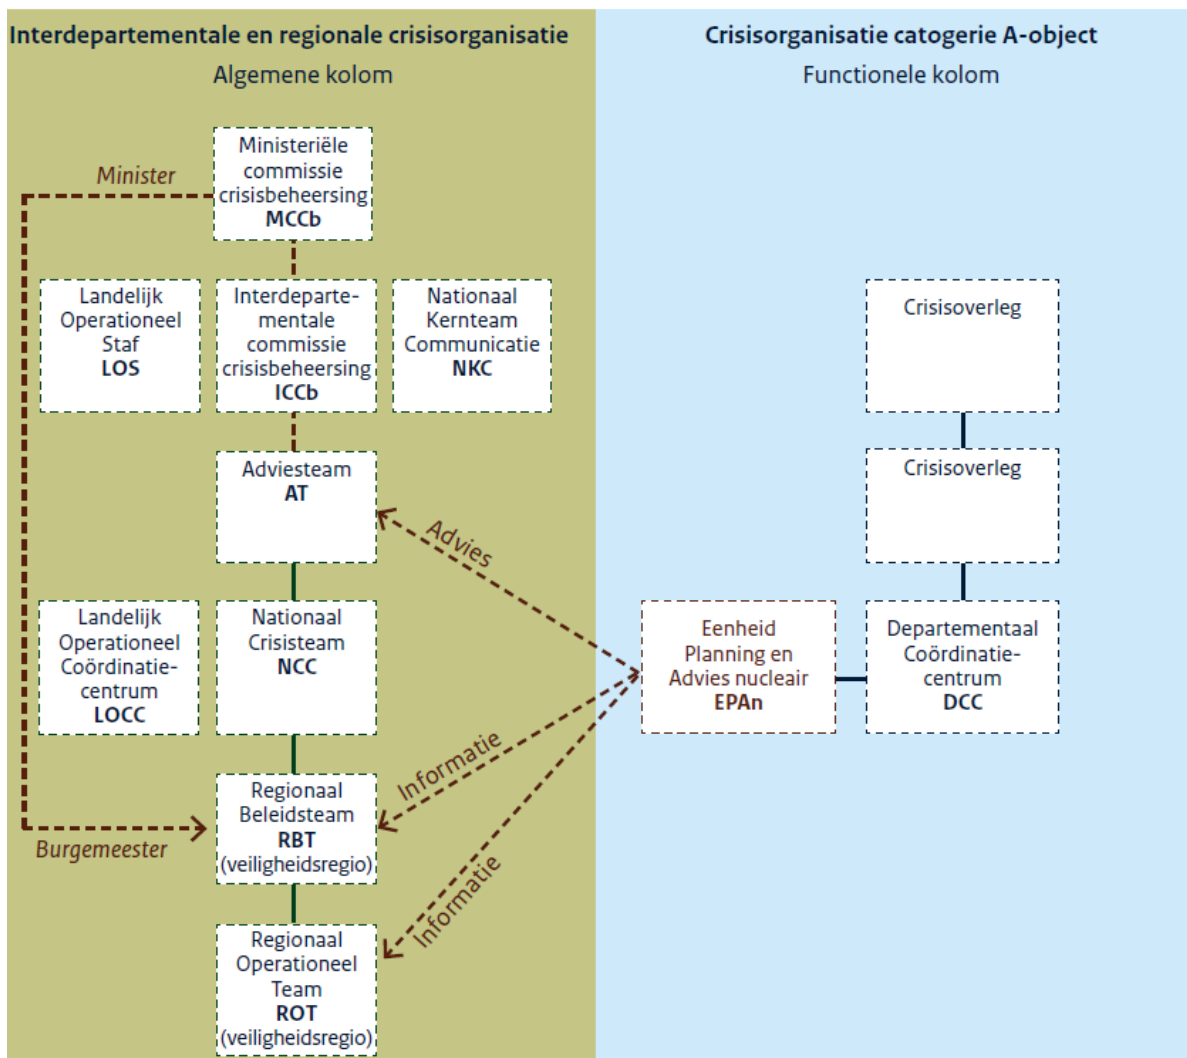 Interdepartementale en regionale crisisorganisatie
Algemene kolom
Crisisorganisatie catogerie A-object
Functionele kolom
Minister
Ministeriële
commissie
crisisbeheersing
MCCb
Landelijk
Operationeel
Staf
LOS
Interdeparte-
mentale
commissie
crisisbeheersing
ICCb
Nationaal
Kernteam
Communicatie
NKC
Crisisoverleg
Adviesteam
AT
Crisisoverleg
Advies
Landelijk
Operationeel
Coördinatie-
centrum
LOCC
Nationaal
Crisisteam
NCC
Eenheid
Planning en
Advies nucleair
EPAn
Departementaal
Coördinatie-
centrum
DCC
Informatie
Regionaal
Beleidsteam
RBT
(veiligheidsregio)
Burgemeester
Informatie
Regionaal
Operationeel
Team
ROT
(veiligheidsregio)